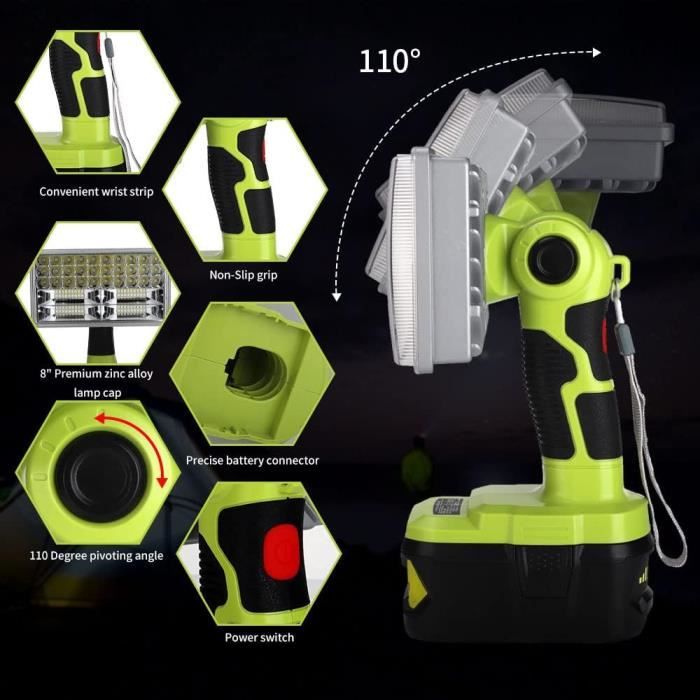 110°
Convenient wrist strip
Non-Slip grip
8" Premium zinc alloy
lamp cap
Precise battery connector
110 Degree pivoting angle
Power switch